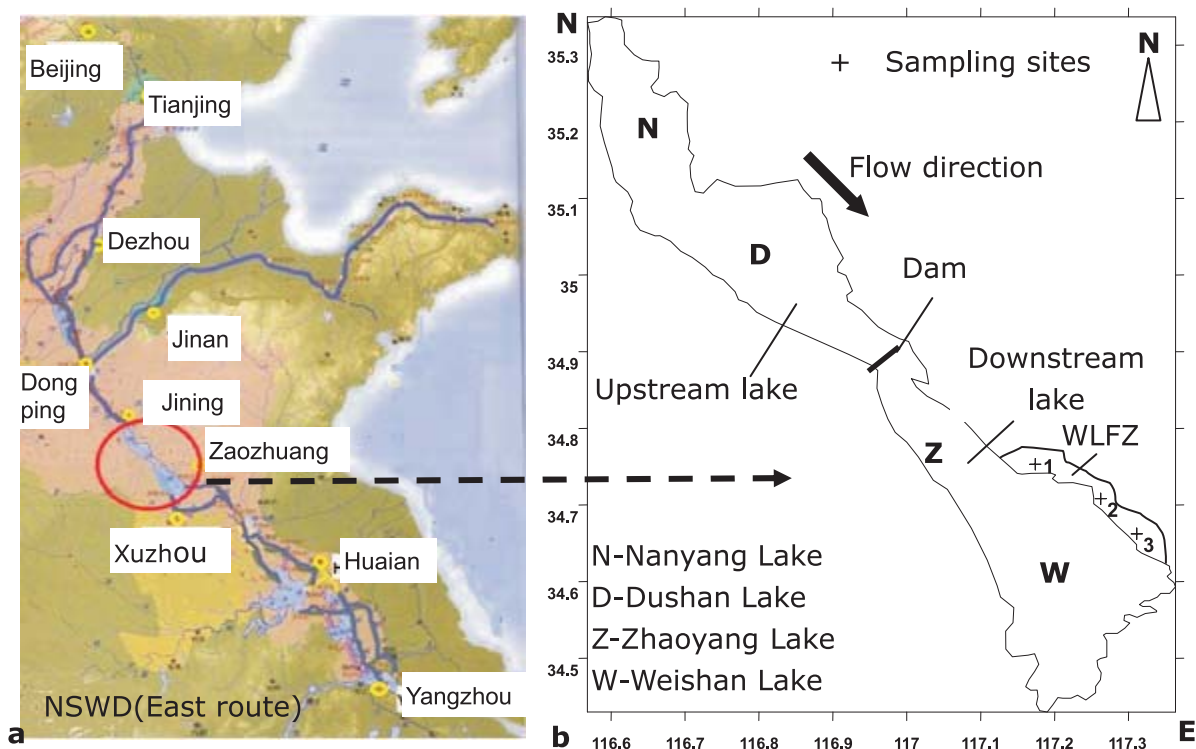 Beijing
Tianjing
Dezhou
Jinan
Dong
ping
Jining
Zaozhuang
Xuzhou
Huaian
Yangzhou
NSWD(East route)
a
N
35.3
35.2
35.1
35
34.9
34.8
34.7
34.6
34.5
+ Sampling sites
N
N
Flow direction
D
Dam
Upstream lake
Downstream
lake
WLFZ
Z
1
2
3
W
N-Nanyang Lake
D-Dushan Lake
Z-Zhaoyang Lake
W-Weishan Lake
b
116.6 116.7 116.8 116.9 117 117.1 117.2 117.3
E